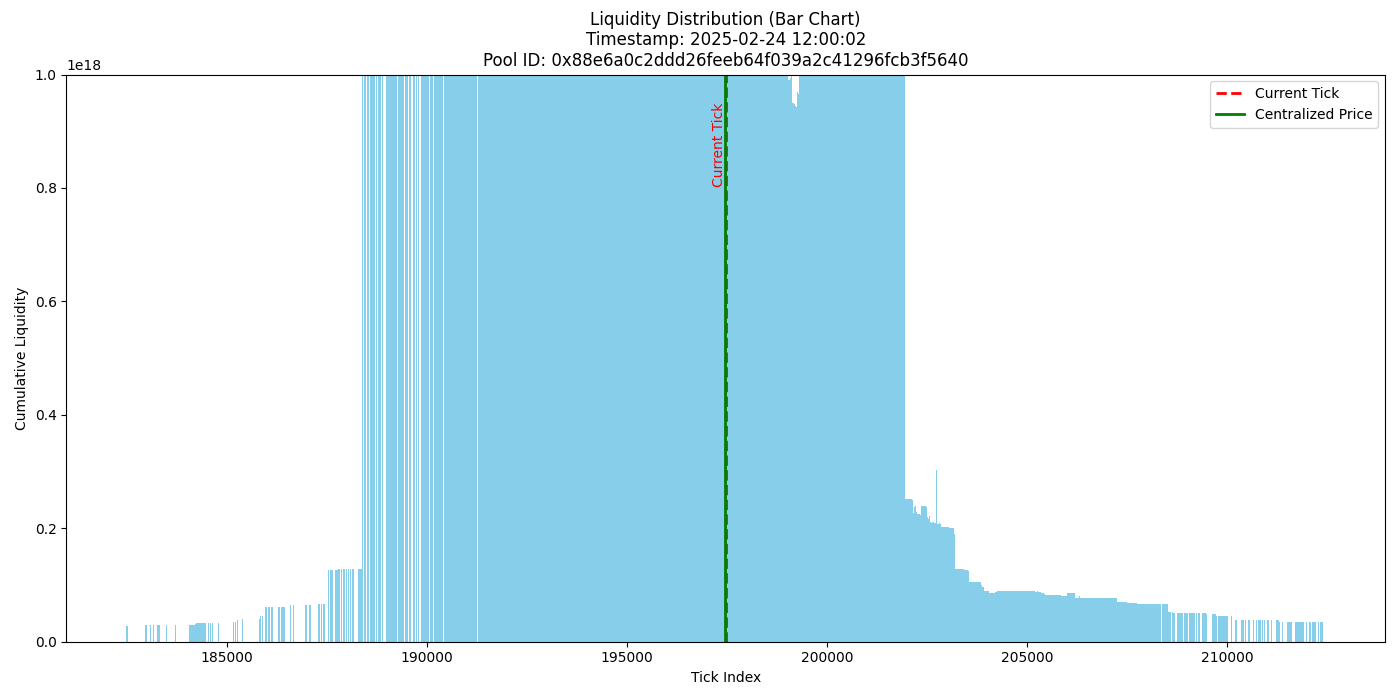 Liquidity Distribution (Bar Chart)
Timestamp: 2025-02-24 12:00:02
Pool ID: 0x88e6a0c2ddd26feeb64f039a2c41296fcb3f5640
1e18
1.0
0.8
0.6
0.4
0.2
0.0
Cumulative Liquidity
Current Tick
Current Tick
Centralized Price
185000
190000
195000
200000
205000
210000
Tick Index